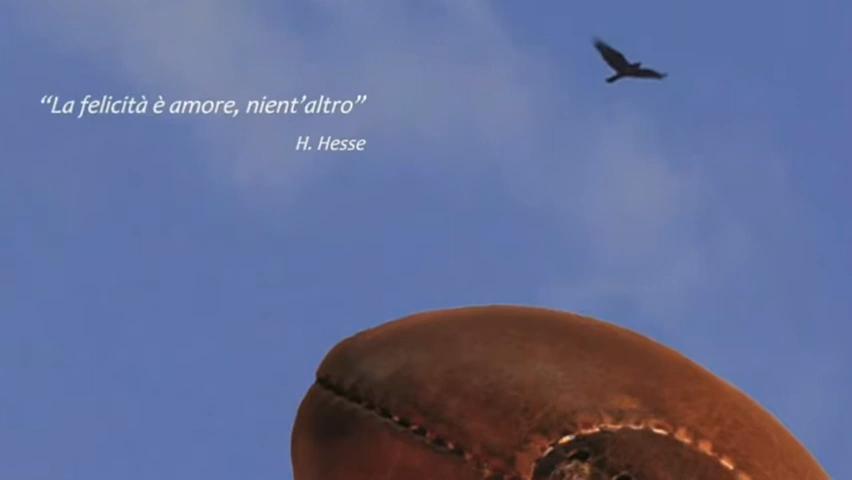 “La felicità è amore, nient’altro”
H. Hesse